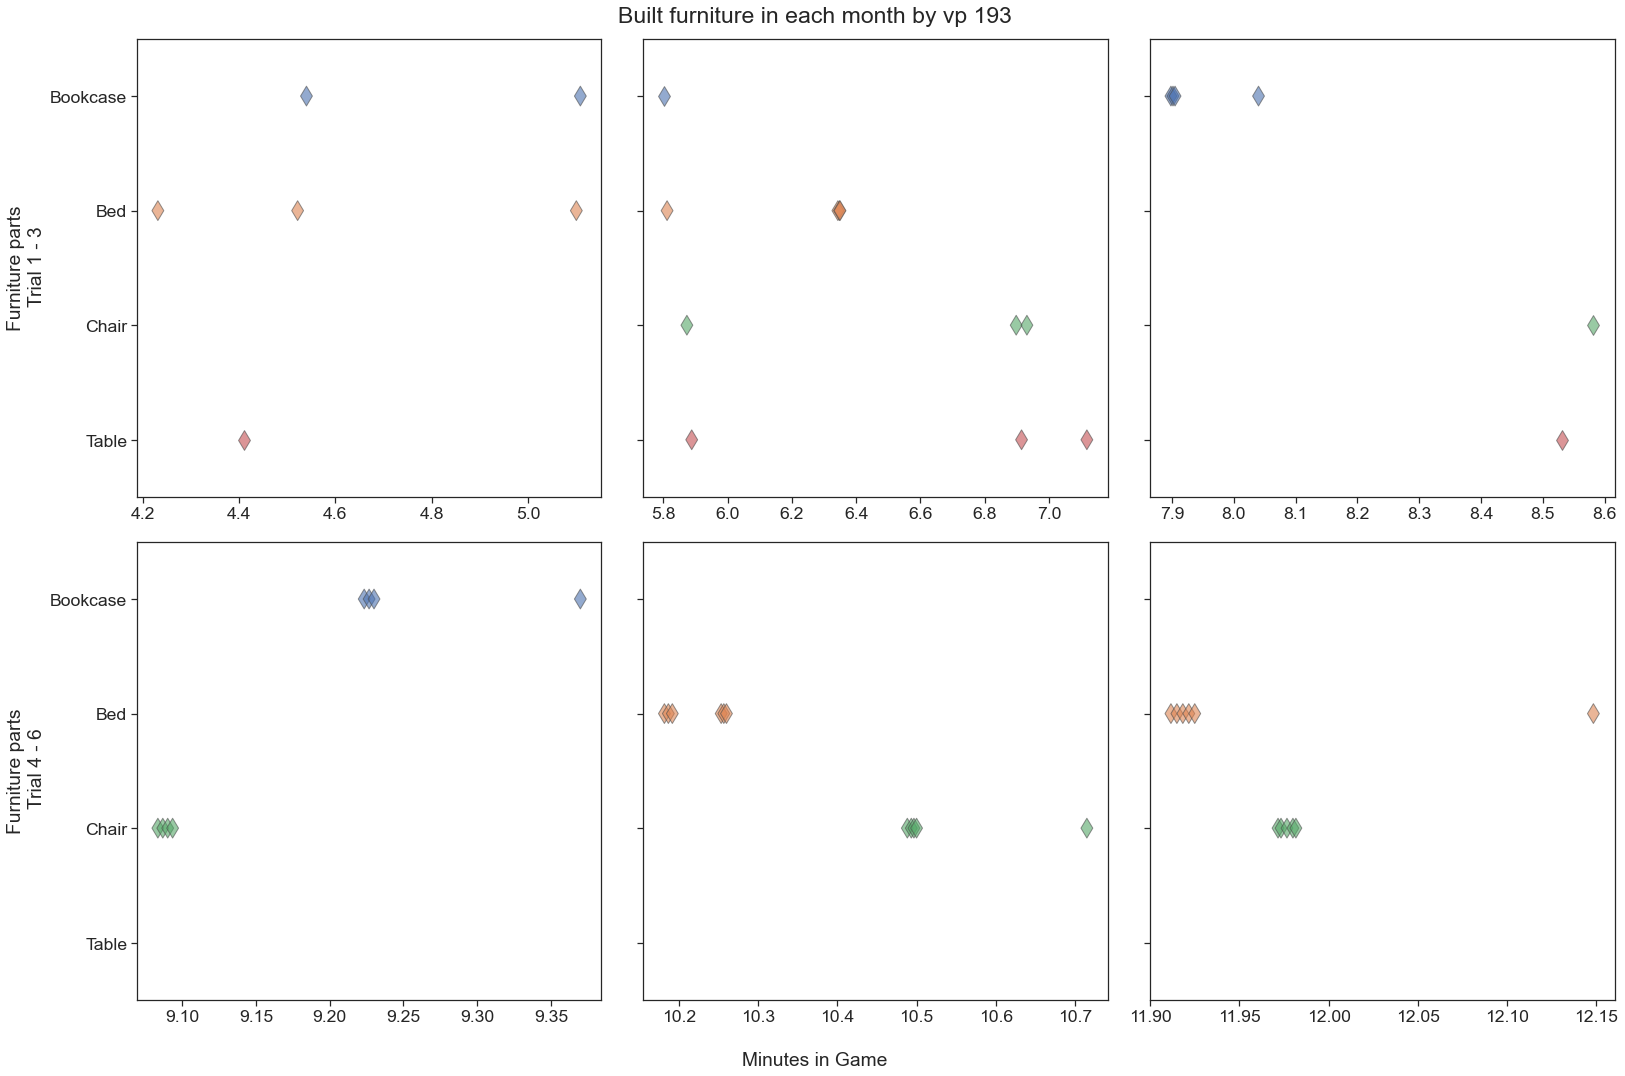 Built furniture in each month by vp 193
Furniture parts
Trial 1 - 3
Bookcase
Bed
Chair
Table
4.2 4.4 4.6 4.8 5.0
5.8 6.0 6.2 6.4 6.6 6.8 7.0
7.9 8.0 8.1 8.2 8.3 8.4 8.5 8.6
Furniture parts
Trial 4 - 6
Bookcase
Bed
Chair
Table
9.10 9.15 9.20 9.25 9.30 9.35
10.2 10.3 10.4 10.5 10.6 10.7
11.90 11.95 12.00 12.05 12.10 12.15
Minutes in Game